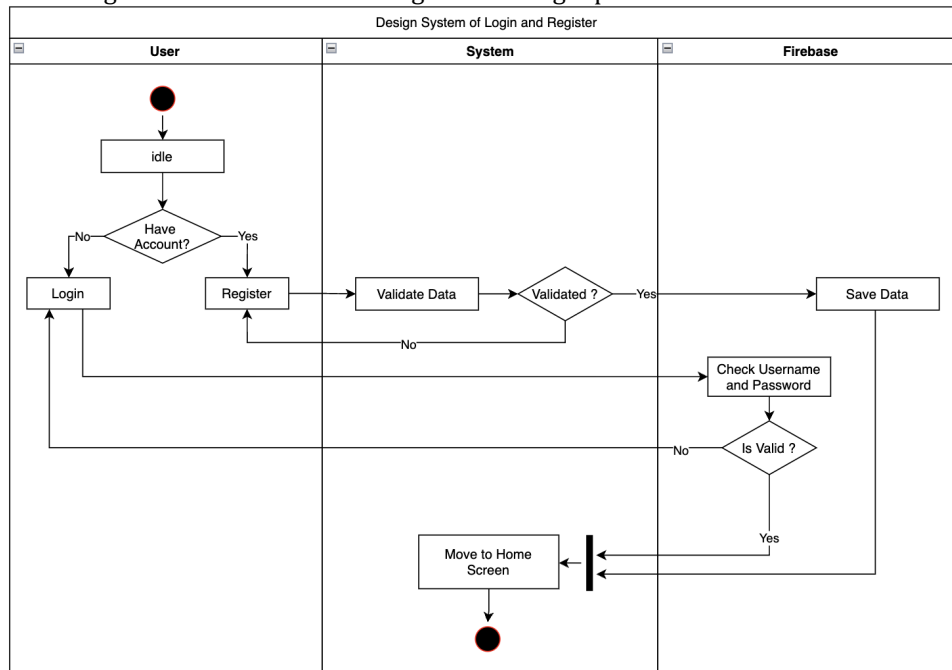 Design System of Login and Register
User
System
Firebase
idle
Have
Account?
No
Yes
Login
Register
Validate Data
Validated ?
Yes
Save Data
No
Check Username
and Password
Is Valid ?
No
Yes
Move to Home
Screen